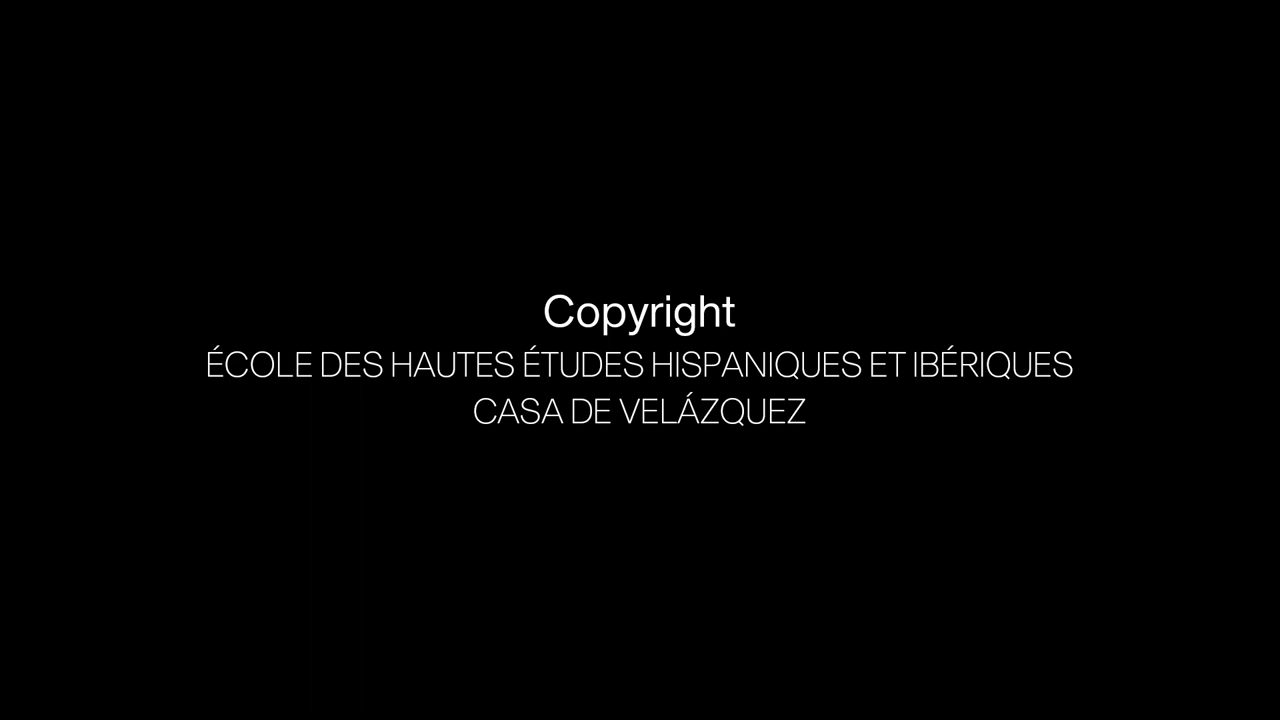 Copyright
ÉCOLE DES HAUTES ÉTUDES HISPANIQUES ET IBÉRIQUES
CASA DE VELÁZQUEZ